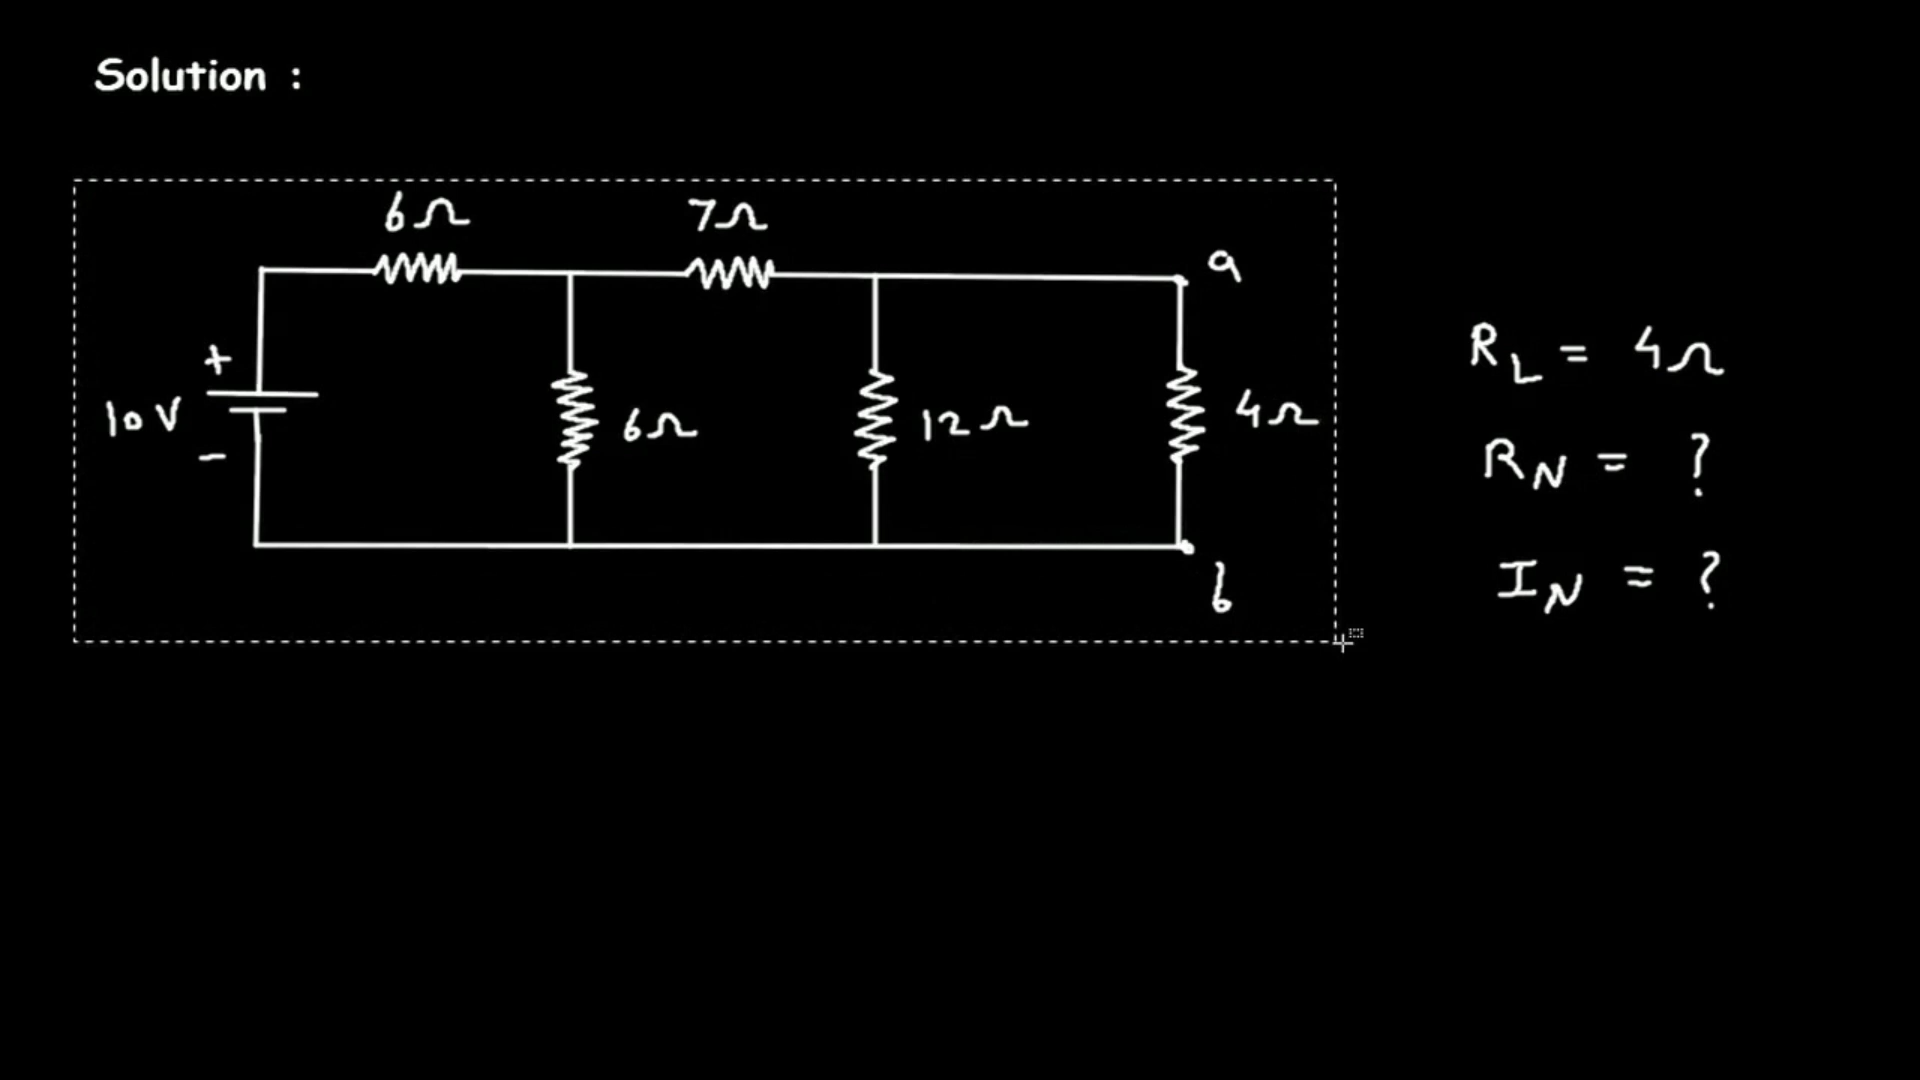 Solution :
6Ω
7Ω
a
+
10V
-
6Ω
12Ω
4Ω
b
R_L = 4Ω
R_N = ?
I_N = ?